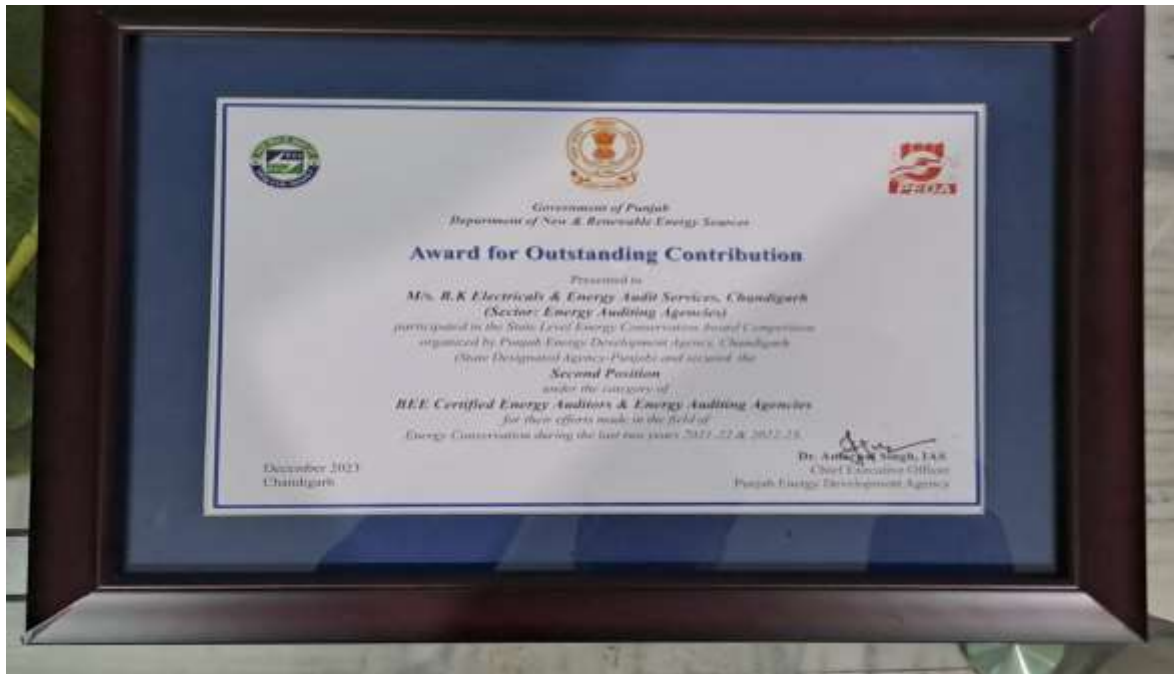 PEDA
Government of Punjab
Department of New & Renewable Energy Sources
Award for Outstanding Contribution
Presented to
M/s. R.K Electricals & Energy Audit Services, Chandigarh
(Sector: Energy Auditing Agencies)
participated in the State Level Energy Conservation Award Competition
organized by Punjab Energy Development Agency, Chandigarh
(State Designated Agency-Punjab) and secured the
Second Position
under the category of
BEE Certified Energy Auditors & Energy Auditing Agencies
for their efforts made in the field of
Energy Conservation during the last two years 2021-22 & 2022-23.
December 2023
Chandigarh
Dr. Singh, IAS
Chief Executive Officer
Punjab Energy Development Agency